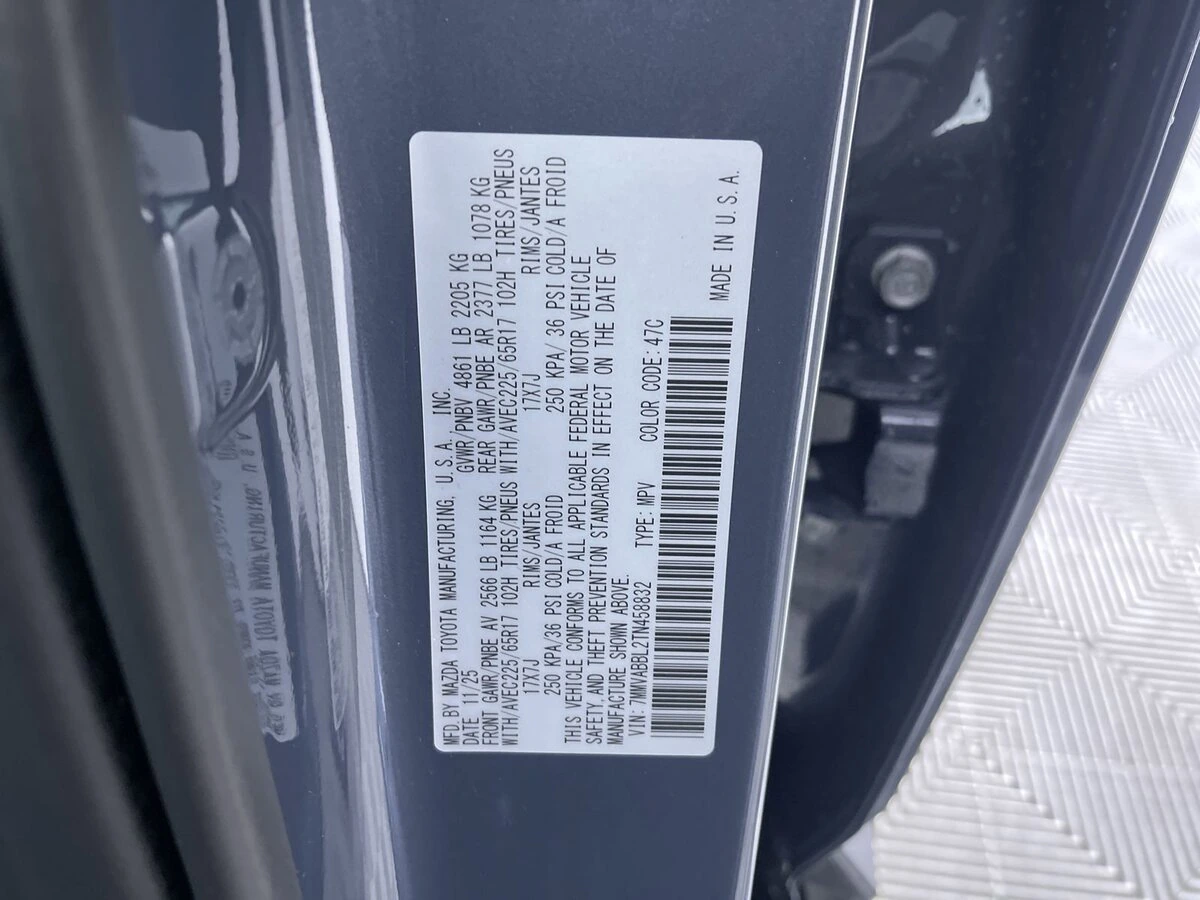 MFD.BY MAZDA TOYOTA MANUFACTURING, U.S.A. INC.
DATE 11/25 GVWR/PNBV 4861 LB 2205 KG
FRONT GAWR/PNBE AV 2566 LB 1164 KG REAR GAWR/PNBE AR 2377 LB 1078 KG
WITH/AVEC225/65R17 102H TIRES/PNEUS WITH/AVEC225/65R17 102H TIRES/PNEUS
17X7J RIMS/JANTES 17X7J RIMS/JANTES
250 KPA/36 PSI COLD/A FROID 250 KPA/ 36 PSI COLD/A FROID
THIS VEHICLE CONFORMS TO ALL APPLICABLE FEDERAL MOTOR VEHICLE
SAFETY,AND THEFT PREVENTION STANDARDS IN EFFECT ON THE DATE OF
MANUFACTURE SHOWN ABOVE.
VIN: 7MMVABBL2TN458832 TYPE: MPV COLOR CODE: 47C
MADE IN U.S.A.